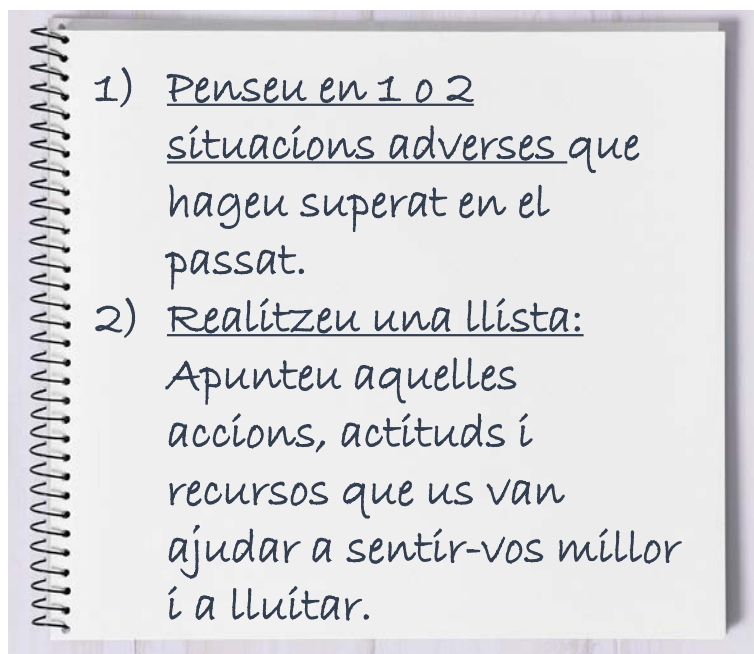 1) Penseu en 1 o 2
situacions adverses que
hageu superat en el
passat.
2) Realitzeu una llista:
Apunteu aquelles
accions, actituds i
recursos que us van
ajudar a sentir-vos millor
i a lluitar.